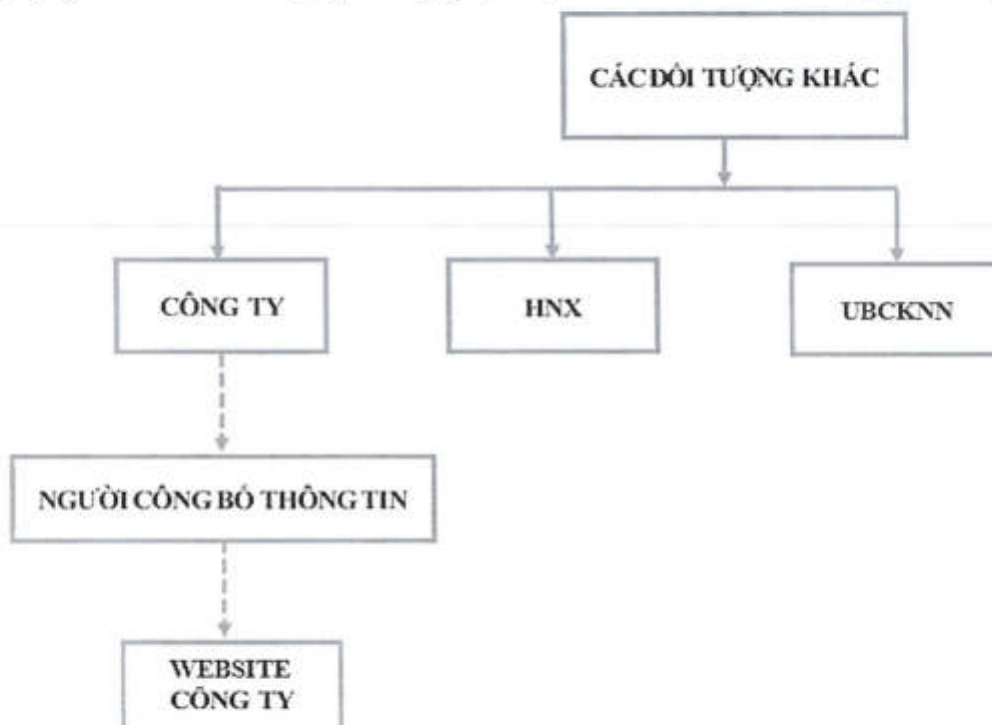 CÁC ĐỐI TƯỢNG KHÁC
CÔNG TY
HNX
UBCKNN
NGƯỜI CÔNG BỐ THÔNG TIN
WEBSITE
CÔNG TY